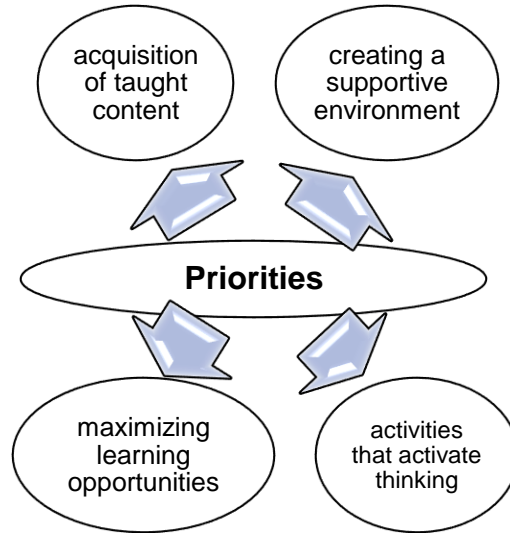 acquisition
of taught
content
creating a
supportive
environment
Priorities
maximizing
learning
opportunities
activities
that activate
thinking